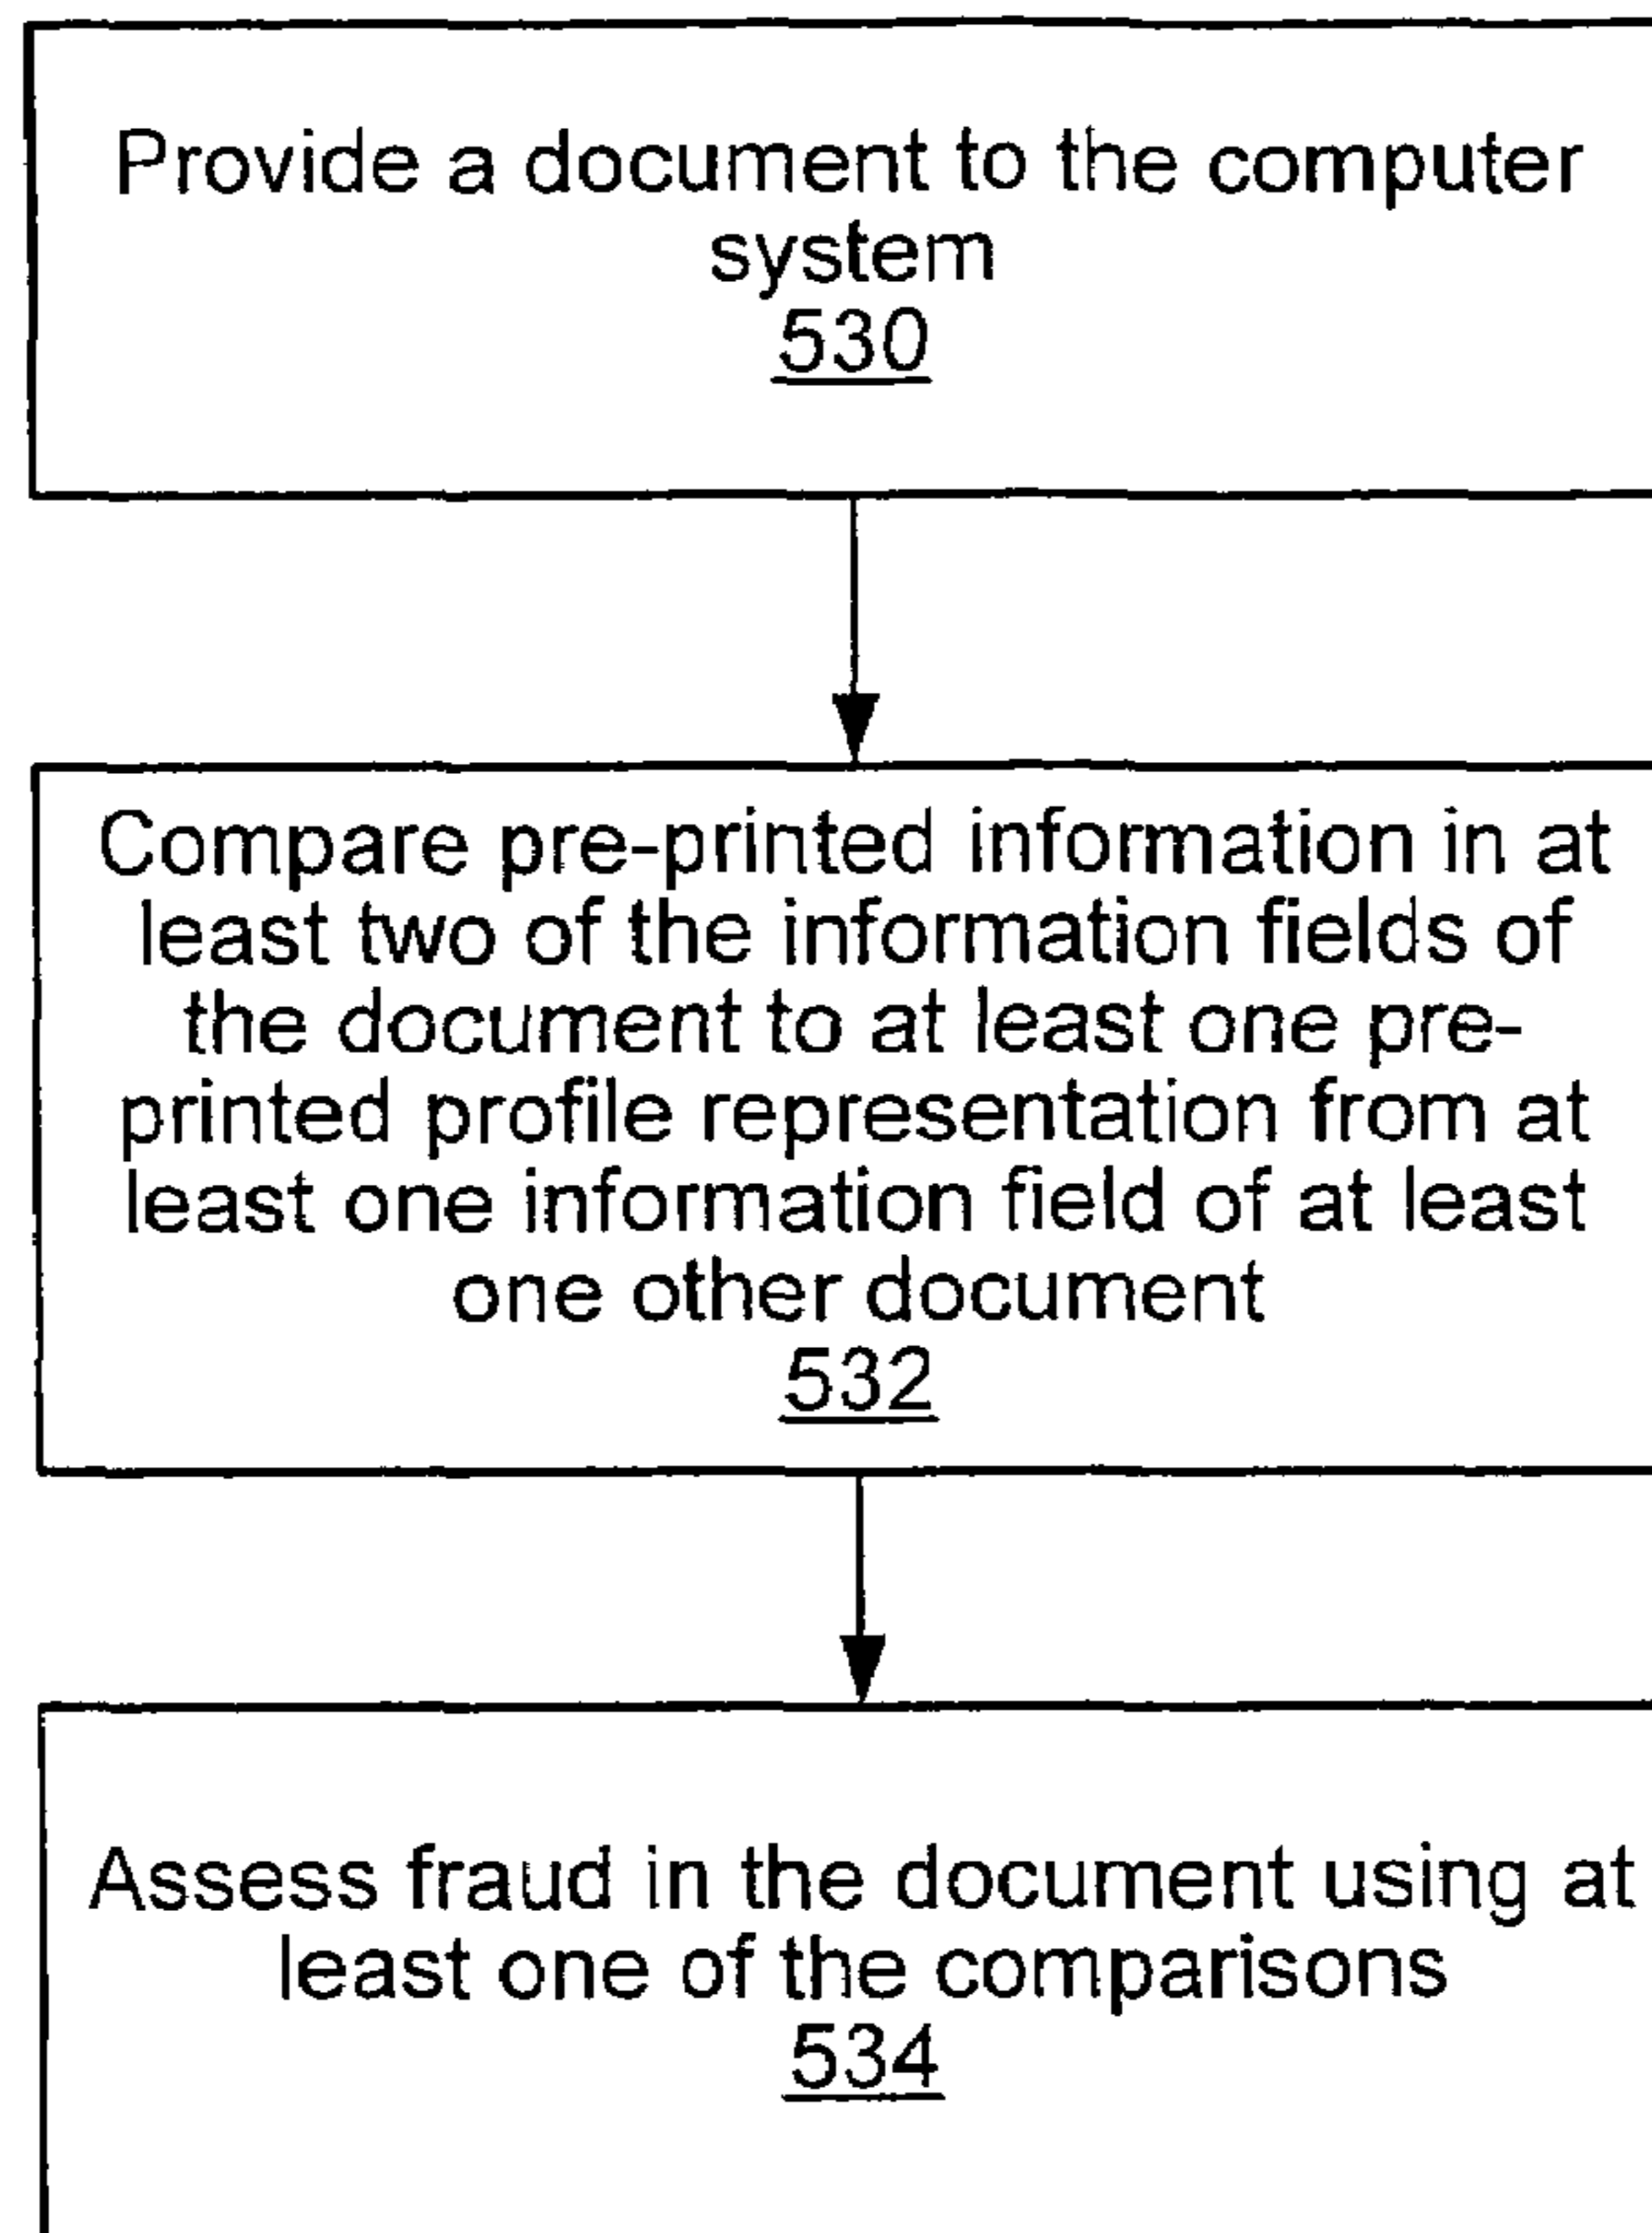 Provide a document to the computer
system
530
Compare pre-printed information in at
least two of the information fields of
the document to at least one pre-
printed profile representation from at
least one information field of at least
one other document
532
Assess fraud in the document using at
least one of the comparisons
534